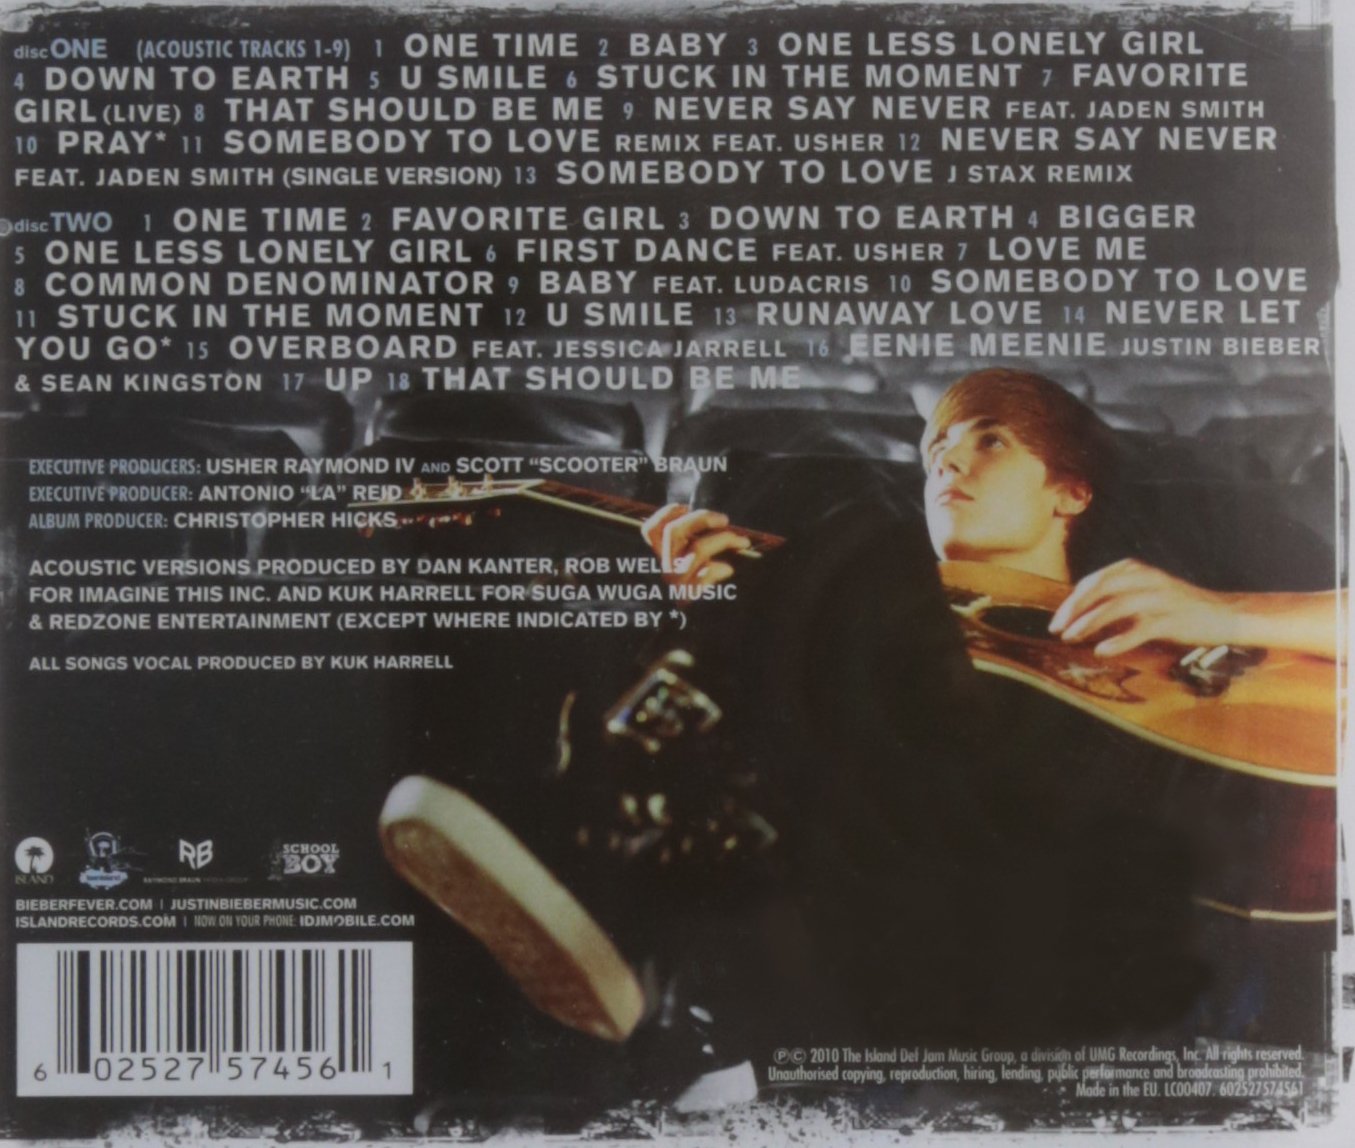 disc ONE (ACOUSTIC TRACKS 1-9) 1 ONE TIME 2 BABY 3 ONE LESS LONELY GIRL
4 DOWN TO EARTH 5 U SMILE 6 STUCK IN THE MOMENT 7 FAVORITE
GIRL (LIVE) 8 THAT SHOULD BE ME 9 NEVER SAY NEVER FEAT. JADEN SMITH
10 PRAY* 11 SOMEBODY TO LOVE REMIX FEAT. USHER 12 NEVER SAY NEVER
FEAT. JADEN SMITH (SINGLE VERSION) 13 SOMEBODY TO LOVE J STAX REMIX
disc TWO 1 ONE TIME 2 FAVORITE GIRL 3 DOWN TO EARTH 4 BIGGER
5 ONE LESS LONELY GIRL 6 FIRST DANCE FEAT. USHER 7 LOVE ME
8 COMMON DENOMINATOR 9 BABY FEAT. LUDACRIS 10 SOMEBODY TO LOVE
11 STUCK IN THE MOMENT 12 U SMILE 13 RUNAWAY LOVE 14 NEVER LET
YOU GO* 15 OVERBOARD FEAT. JESSICA JARRELL 16 EENIE MEENIE JUSTIN BIEBER
& SEAN KINGSTON 17 UP 18 THAT SHOULD BE ME
EXECUTIVE PRODUCERS: USHER RAYMOND IV AND SCOTT "SCOOTER" BRAUN
EXECUTIVE PRODUCER: ANTONIO "LA" REID
ALBUM PRODUCER: CHRISTOPHER HICKS
ACOUSTIC VERSIONS PRODUCED BY DAN KANTER, ROB WELLS
FOR IMAGINE THIS INC. AND KUK HARRELL FOR SUGA WUGA MUSIC
& REDZONE ENTERTAINMENT (EXCEPT WHERE INDICATED BY *)
ALL SONGS VOCAL PRODUCED BY KUK HARRELL
ISLAND RB RAYMOND BRAUN MEDIA GROUP SCHOOL BOY
BIEBERFEVER.COM | JUSTINBIEBERMUSIC.COM
ISLANDRECORDS.COM | NOW ON YOUR PHONE: IDJMOBILE.COM
6 02527 57456 1
℗© 2010 The Island Def Jam Music Group, a division of UMG Recordings, Inc. All rights reserved.
Unauthorised copying, reproduction, hiring, lending, public performance and broadcasting prohibited.
Made in the EU. LC00407. 602527574561